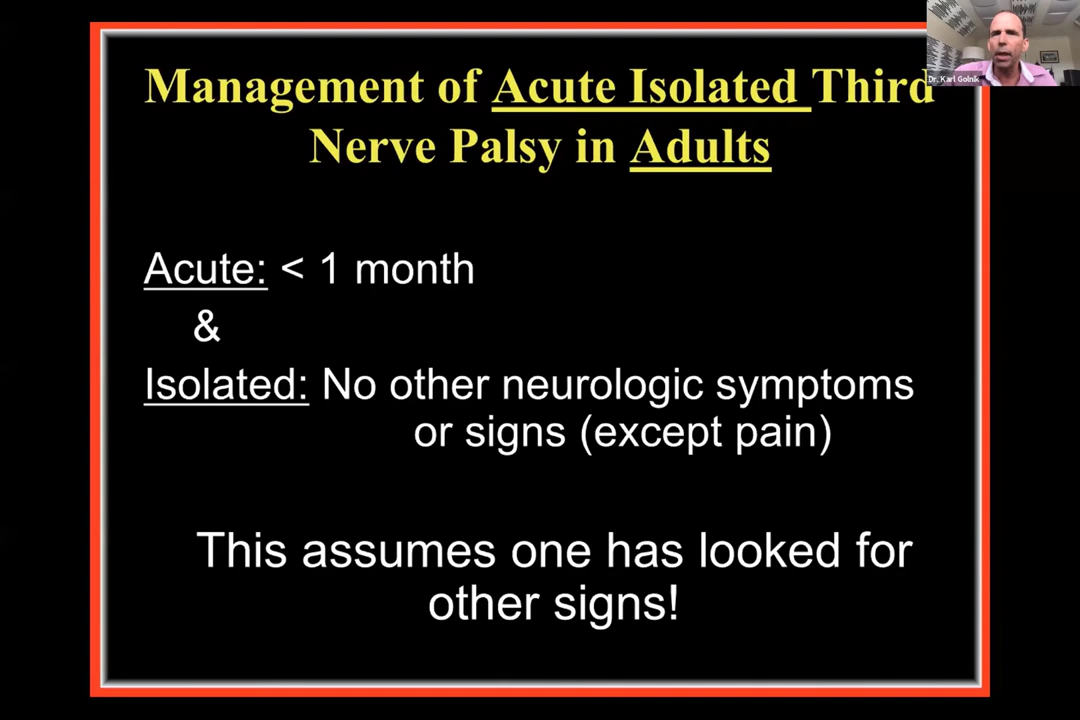 Dr. Karl Golnik
Management of Acute Isolated Third
Nerve Palsy in Adults
Acute: < 1 month
&
Isolated: No other neurologic symptoms
or signs (except pain)
This assumes one has looked for
other signs!